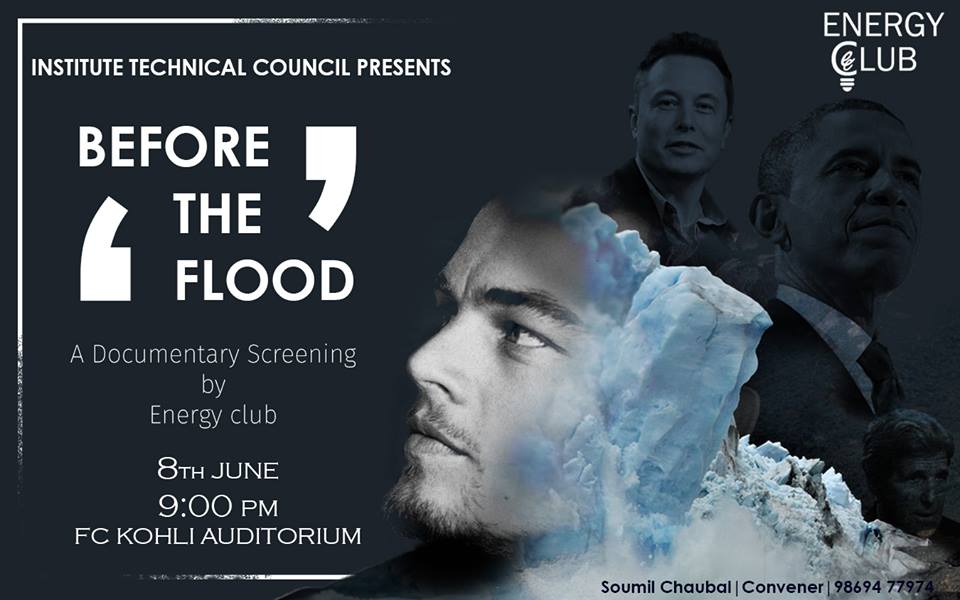 INSTITUTE TECHNICAL COUNCIL PRESENTS
ENERGY
CLUB
‘BEFORE
THE
FLOOD’
A Documentary Screening
by
Energy club
8TH JUNE
9:00 PM
FC KOHLI AUDITORIUM
Soumil Chaubal|Convener|98694 77974